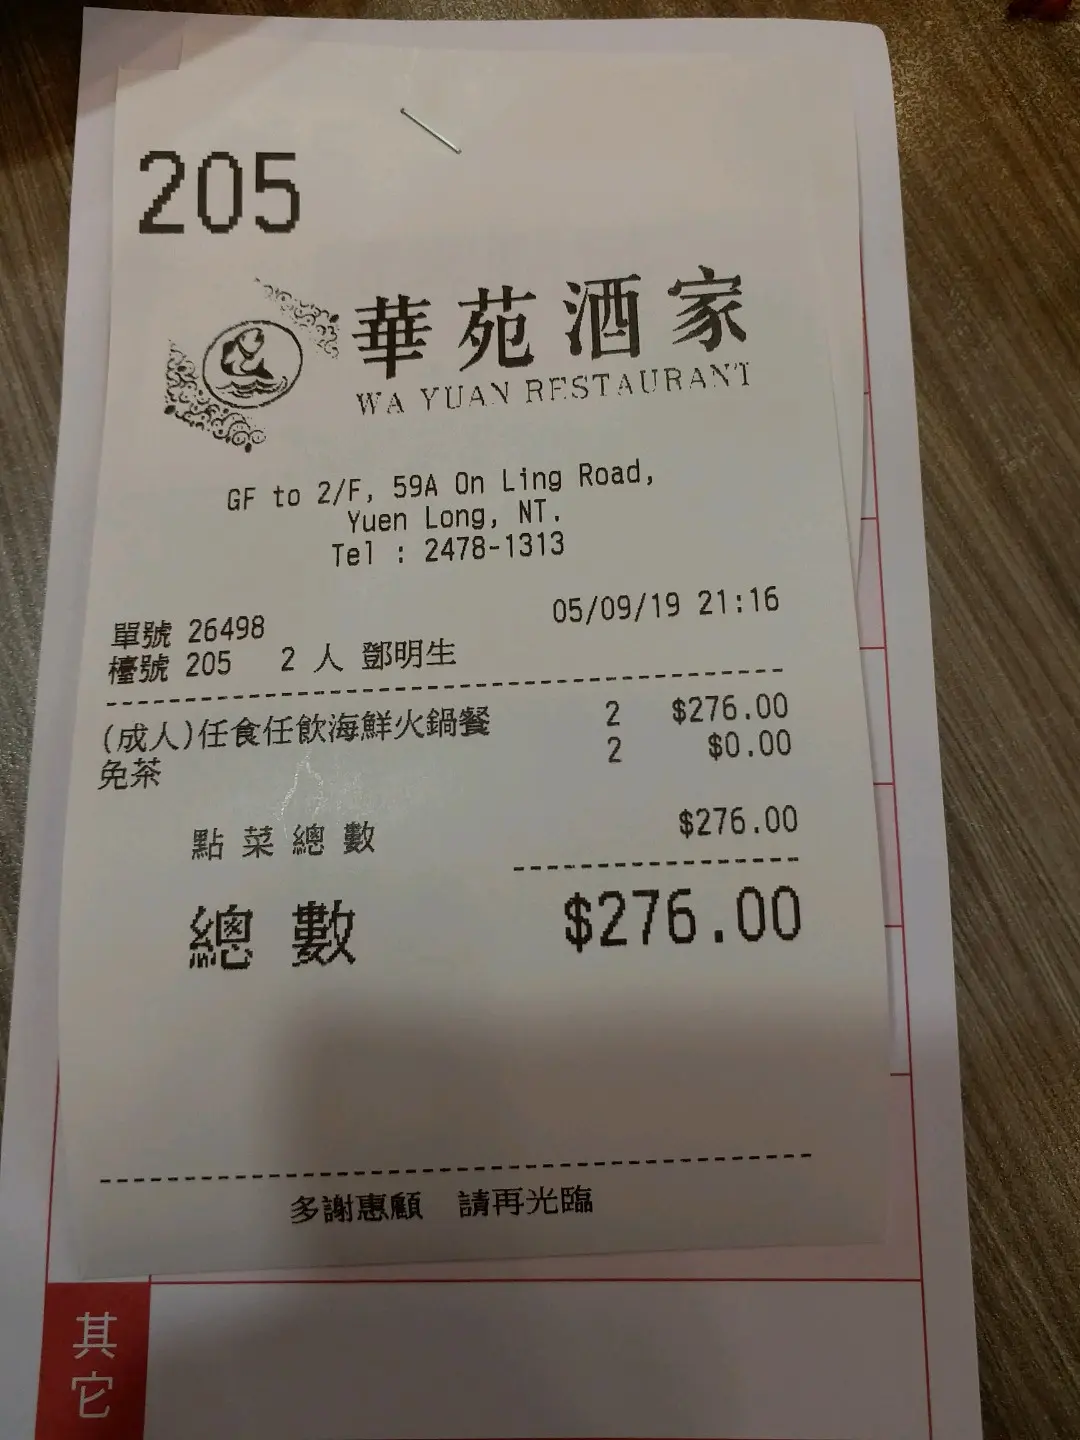 205
華苑酒家
WA YUAN RESTAURANT
GF to 2/F, 59A On Ling Road,
Yuen Long, NT.
Tel : 2478-1313
單號 26498 05/09/19 21:16
檯號 205 2 人 鄧明生
(成人)任食任飲海鮮火鍋餐 2 $276.00
免茶 2 $0.00
點菜總數 $276.00
總數 $276.00
多謝惠顧 請再光臨
其它